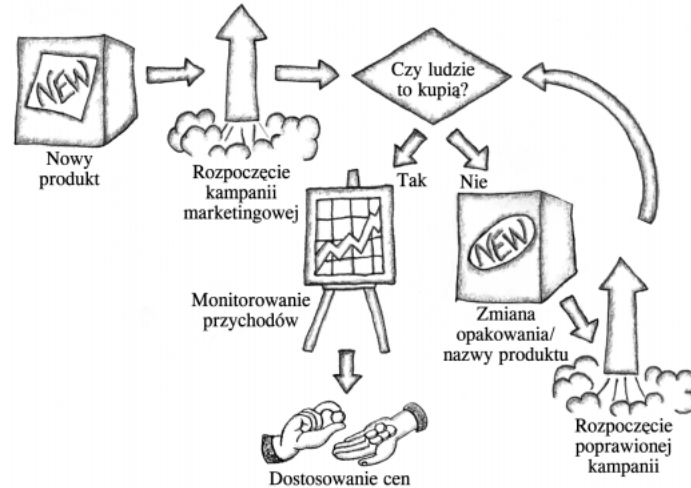 NEW
Nowy
produkt
Rozpoczęcie
kampanii
marketingowej
Czy ludzie
to kupią?
Tak
Nie
Monitorowanie
przychodów
Dostosowanie cen
NEW
Zmiana
opakowania/
nazwy produktu
Rozpoczęcie
poprawionej
kampanii